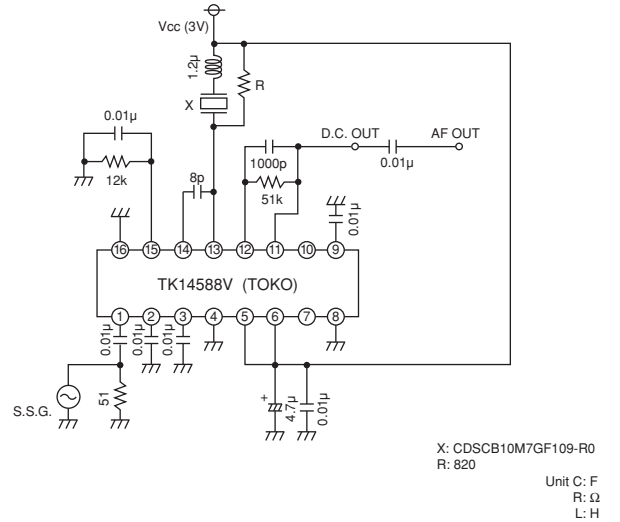 Vcc (3V)
1.2μ
R
X
0.01μ
12k
8p
1000p
51k
D.C. OUT
0.01μ
AF OUT
0.01μ
16
15
14
13
12
11
10
9
TK14588V (TOKO)
1
2
3
4
5
6
7
8
0.01μ
0.01μ
0.01μ
S.S.G.
51
+
4.7μ
0.01μ
X: CDSCB10M7GF109-R0
R: 820
Unit C: F
R: Ω
L: H